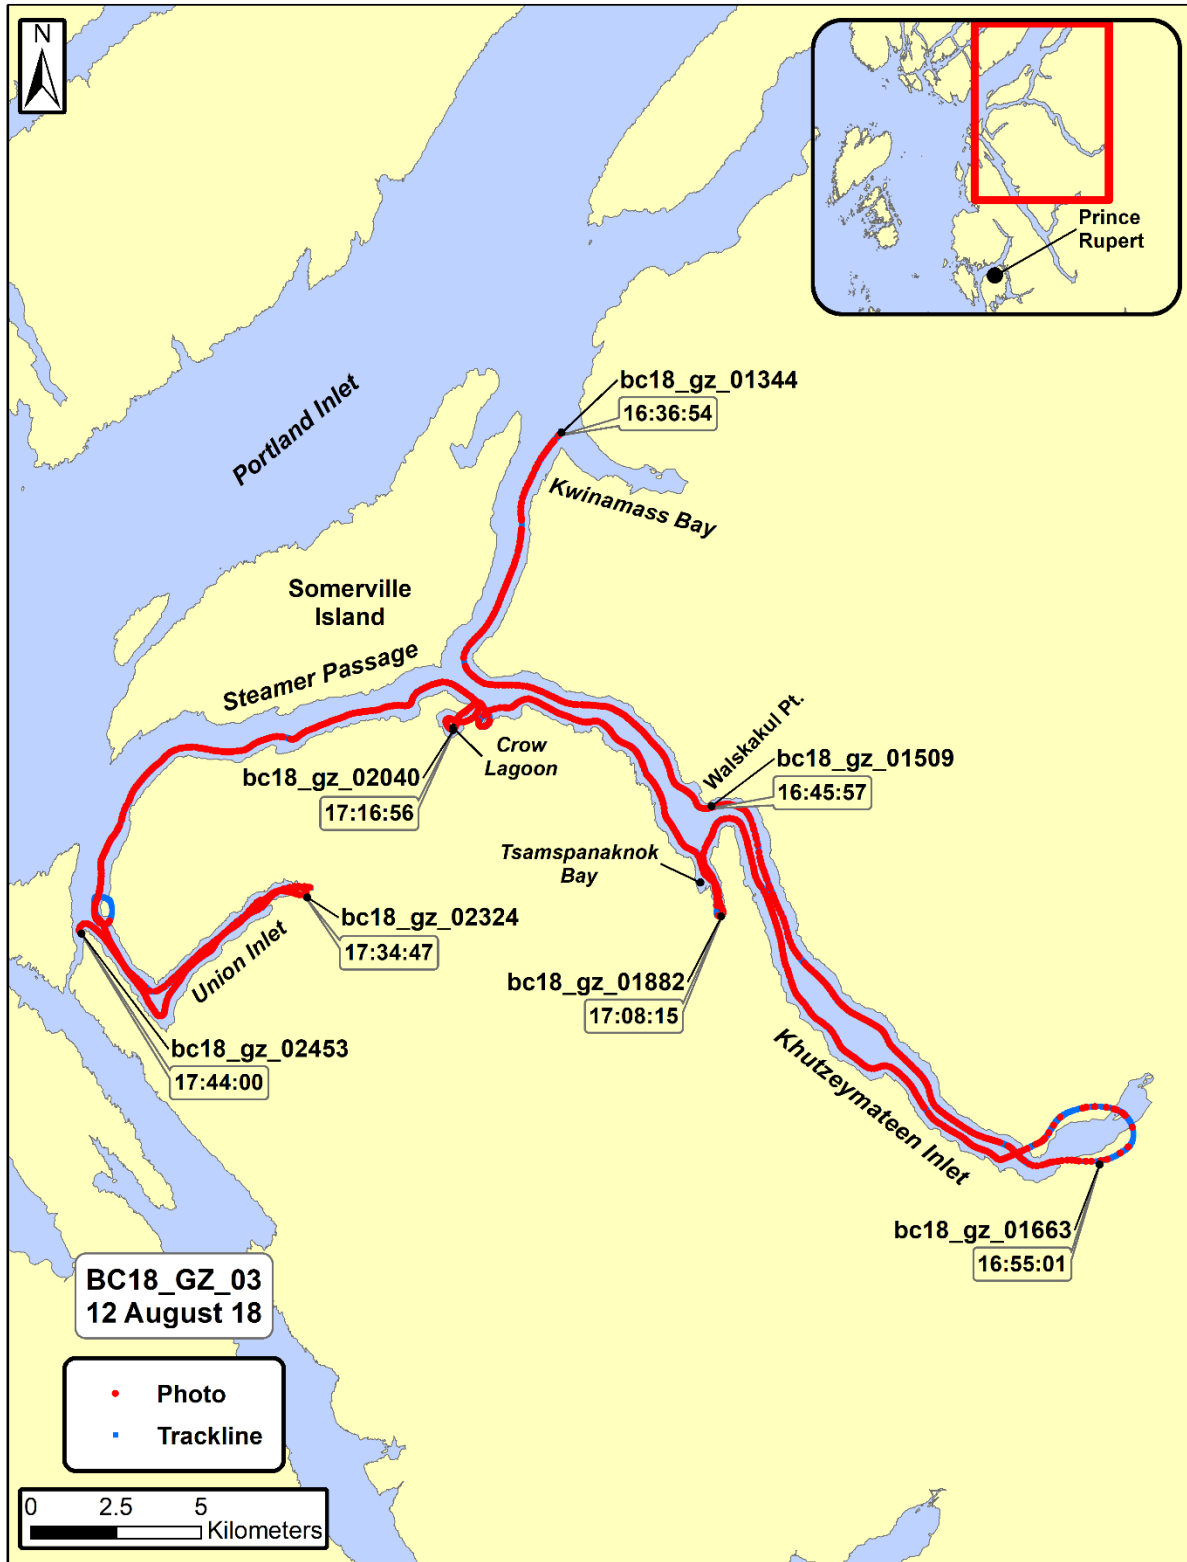 N
Prince
Rupert
bc18_gz_01344
16:36:54
Portland Inlet
Kwinamass Bay
Somerville
Island
Steamer Passage
Walskakul Pt.
bc18_gz_01509
16:45:57
Crow
Lagoon
bc18_gz_02040
17:16:56
Tsamspanaknok
Bay
bc18_gz_02324
17:34:47
Union Inlet
bc18_gz_01882
17:08:15
bc18_gz_02453
17:44:00
Khutzeymateen Inlet
bc18_gz_01663
16:55:01
BC18_GZ_03
12 August 18
Photo
Trackline
0 2.5 5
Kilometers